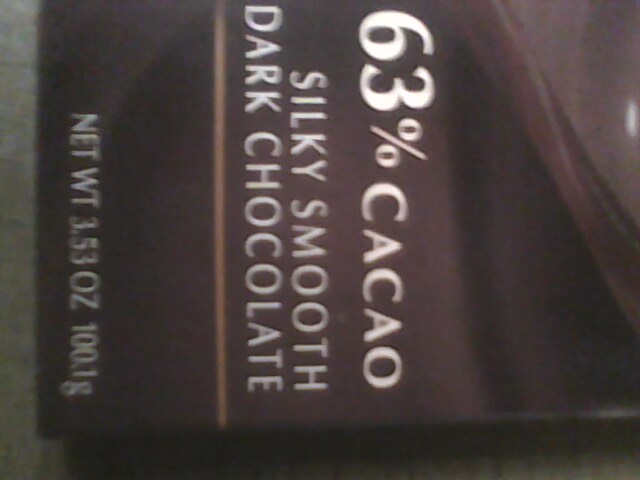 63% CACAO
SILKY SMOOTH
DARK CHOCOLATE
NET WT 3.53 OZ 100.1g